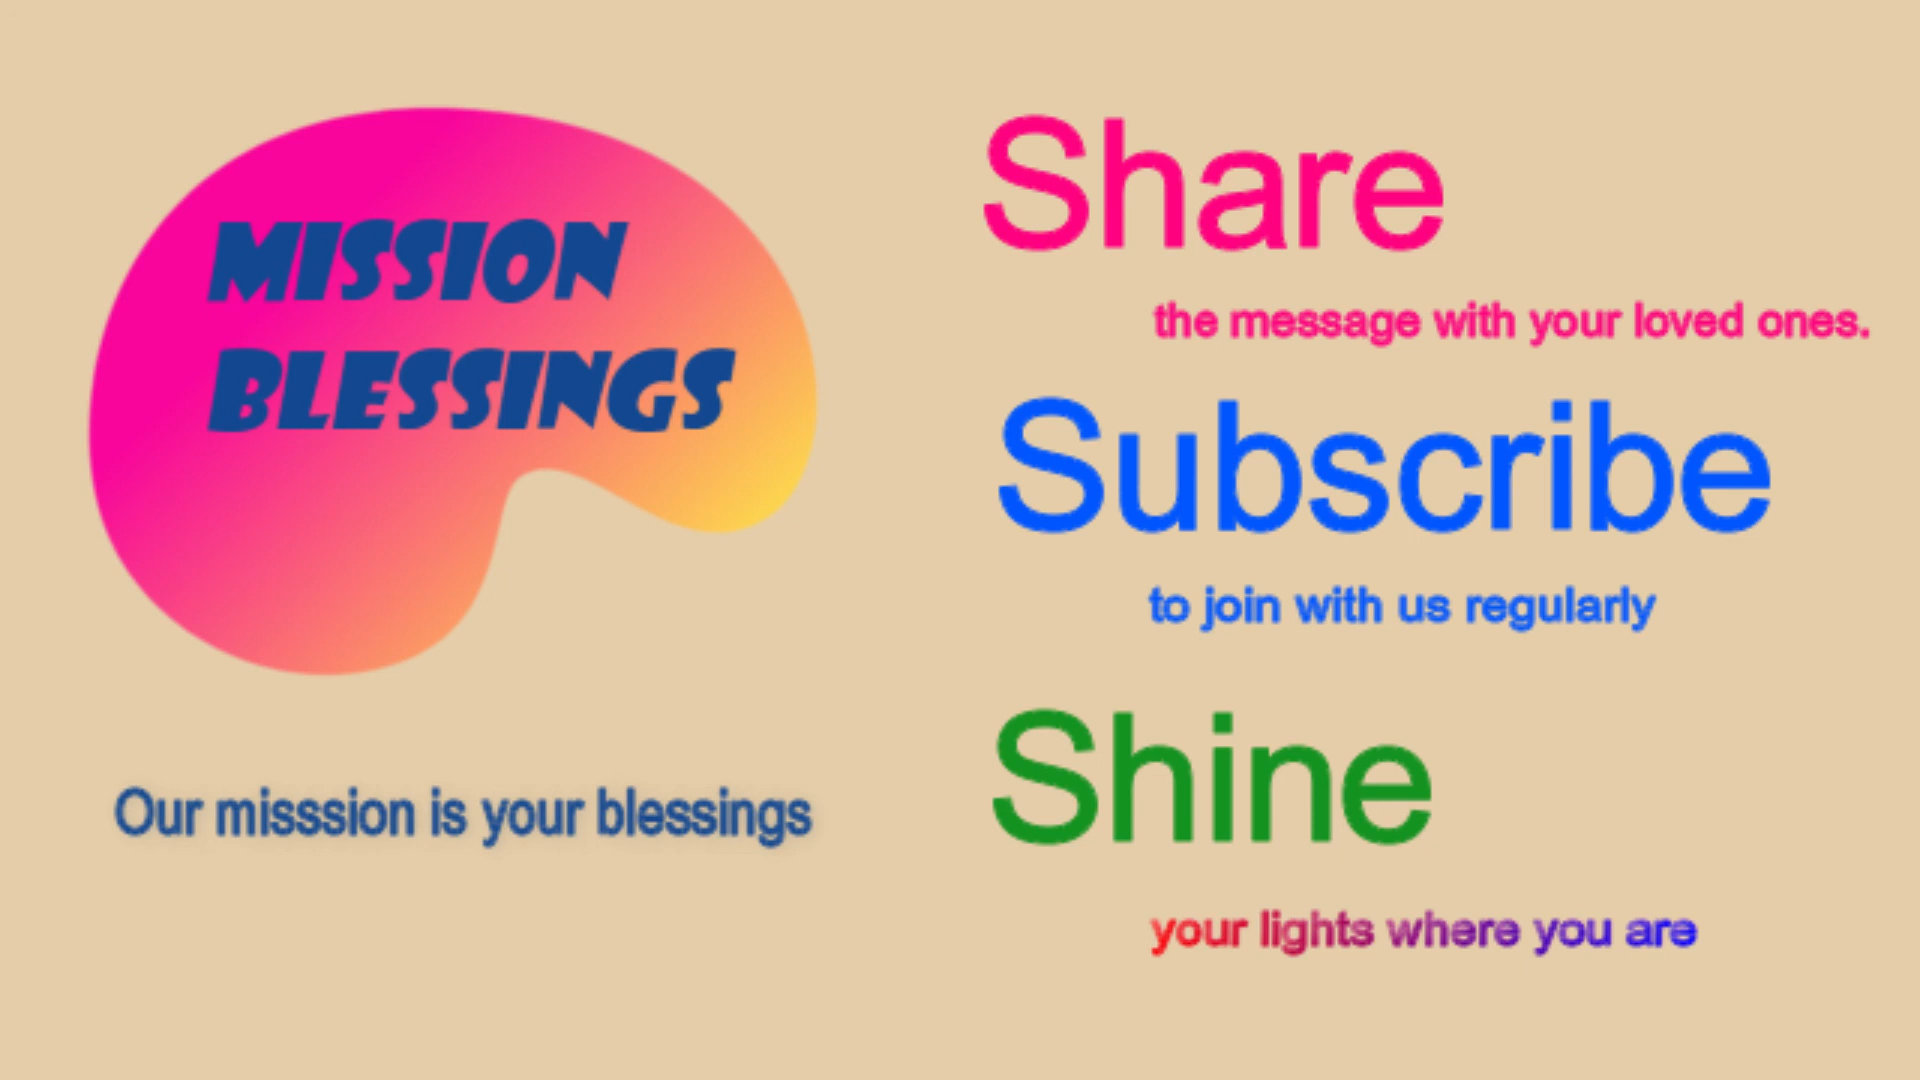 MISSION
BLESSINGS
Our misssion is your blessings
Share
the message with your loved ones.
Subscribe
to join with us regularly
Shine
your lights where you are